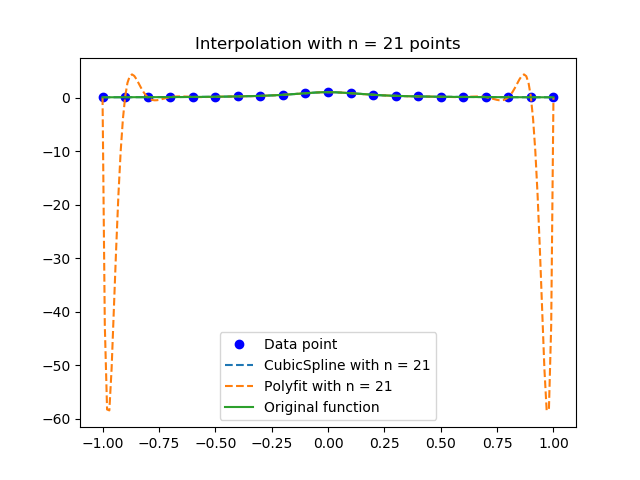 Interpolation with n = 21 points
0
−10
−20
−30
−40
−50
−60
Data point
CubicSpline with n = 21
Polyfit with n = 21
Original function
−1.00 −0.75 −0.50 −0.25 0.00 0.25 0.50 0.75 1.00